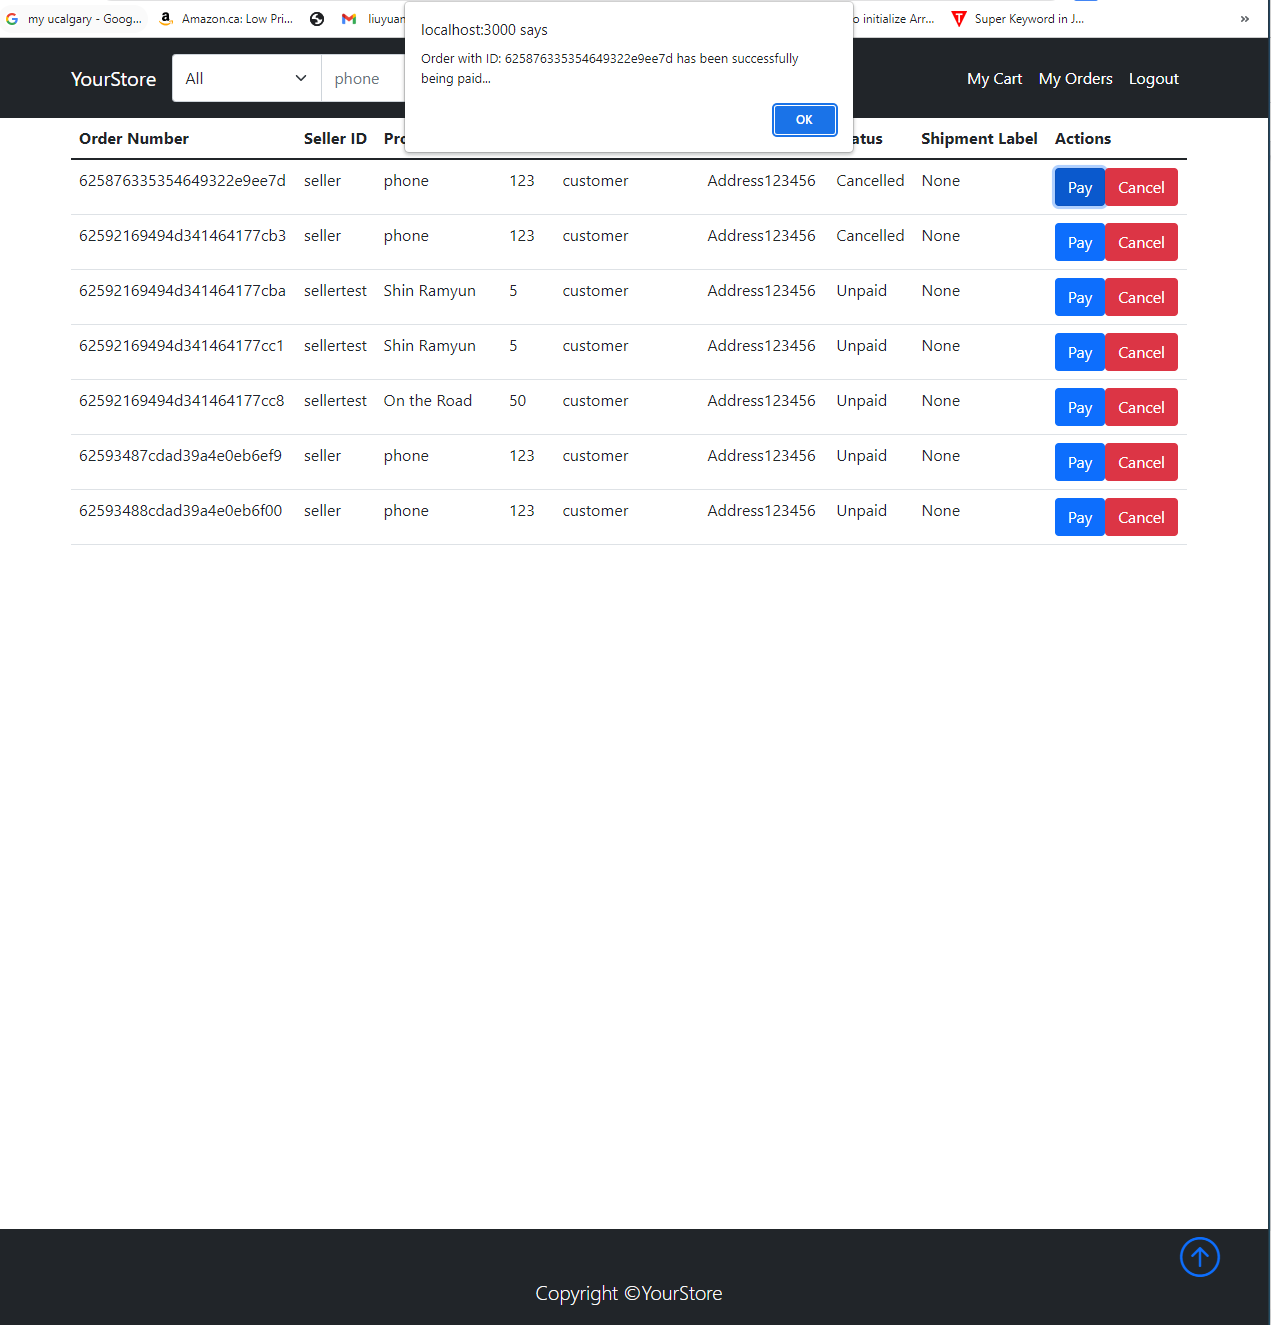 my ucalgary - Goog... Amazon.ca: Low Pri... liuyuan o initialize Arr... Super Keyword in J... »
localhost:3000 says
Order with ID: 625876335354649322e9ee7d has been successfully
being paid...
OK
YourStore All phone My Cart My Orders Logout
Order Number Seller ID Pro atus Shipment Label Actions
625876335354649322e9ee7d seller phone 123 customer Address123456 Cancelled None Pay Cancel
62592169494d341464177cb3 seller phone 123 customer Address123456 Cancelled None Pay Cancel
62592169494d341464177cba sellertest Shin Ramyun 5 customer Address123456 Unpaid None Pay Cancel
62592169494d341464177cc1 sellertest Shin Ramyun 5 customer Address123456 Unpaid None Pay Cancel
62592169494d341464177cc8 sellertest On the Road 50 customer Address123456 Unpaid None Pay Cancel
62593487cdad39a4e0eb6ef9 seller phone 123 customer Address123456 Unpaid None Pay Cancel
62593488cdad39a4e0eb6f00 seller phone 123 customer Address123456 Unpaid None Pay Cancel
Copyright ©YourStore